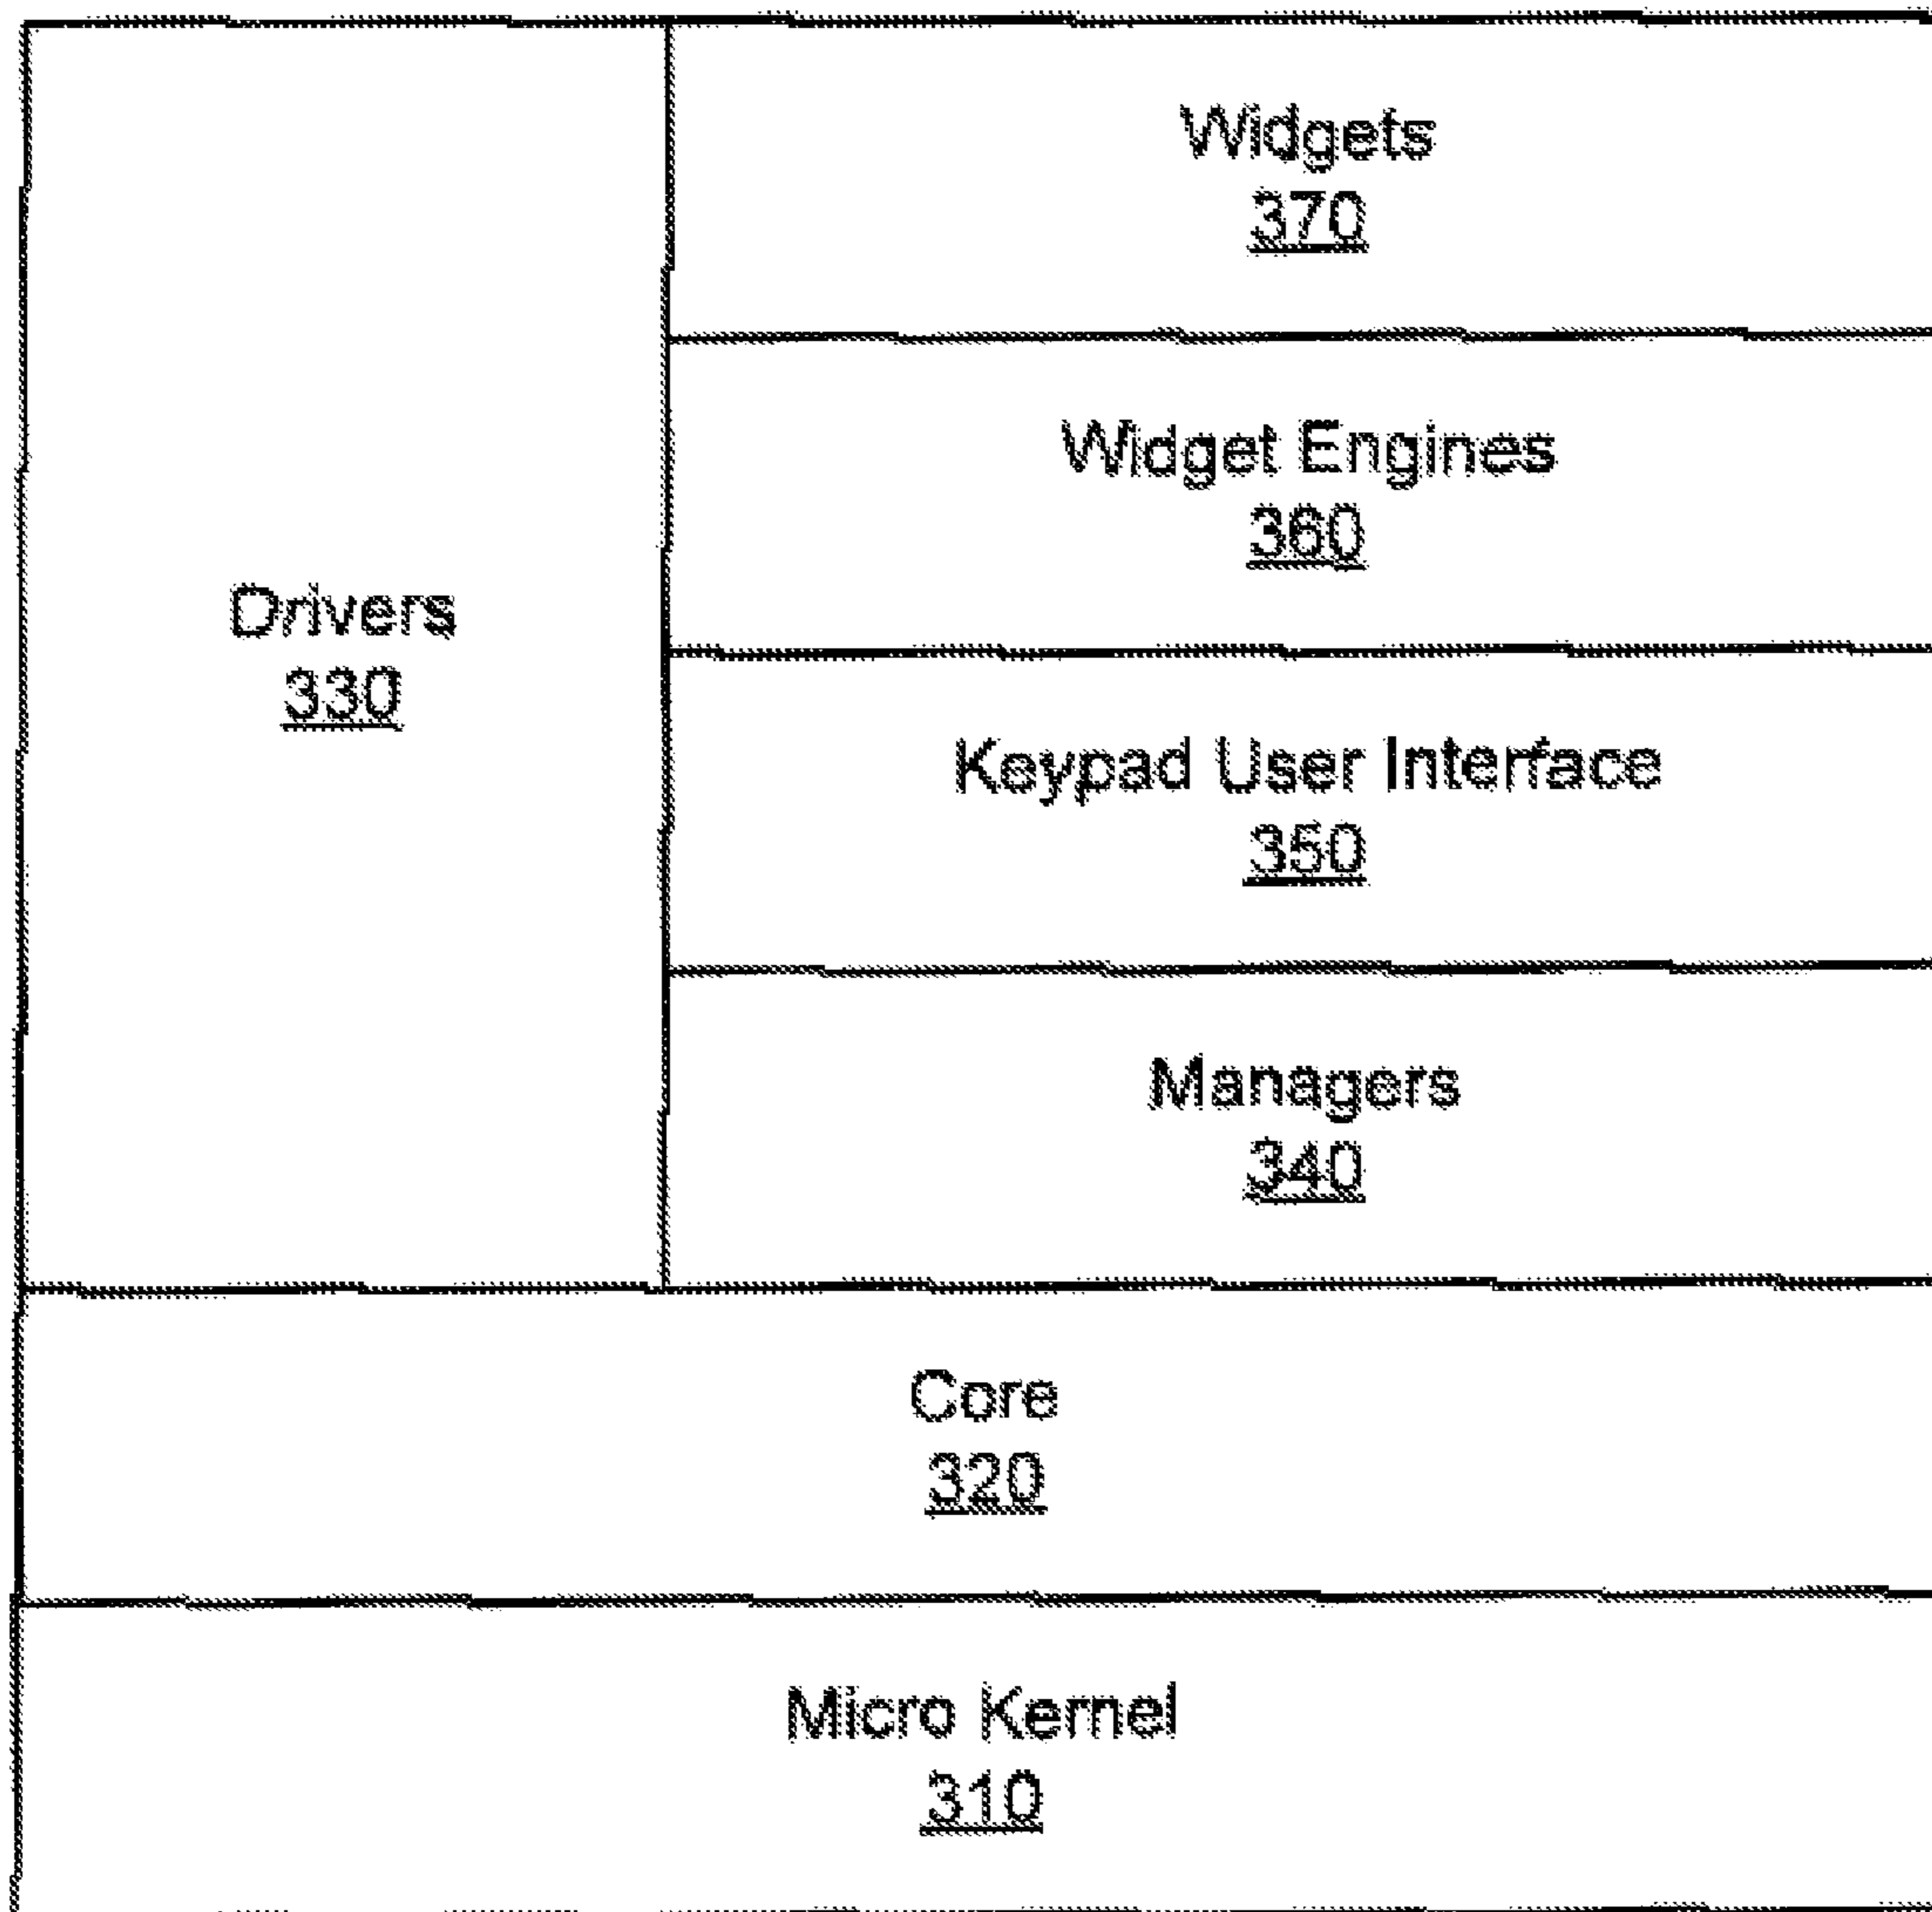 Widgets
370
Widget Engines
360
Drivers
330
Keypad User Interface
350
Managers
340
Core
320
Micro Kernel
310